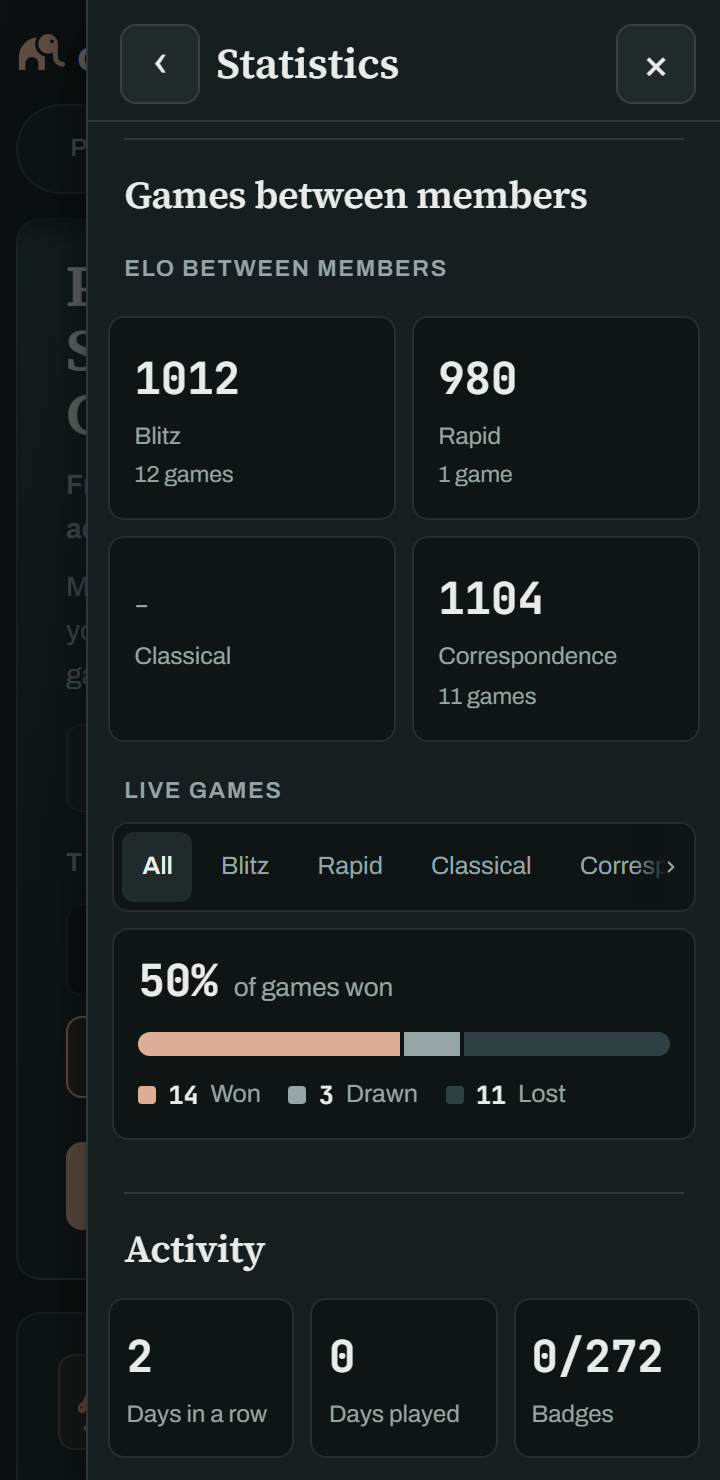 ‹ Statistics ×
Games between members
ELO BETWEEN MEMBERS
1012
Blitz
12 games
980
Rapid
1 game
-
Classical
1104
Correspondence
11 games
LIVE GAMES
All Blitz Rapid Classical Corresp ›
50% of games won
14 Won 3 Drawn 11 Lost
Activity
2
Days in a row
0
Days played
0/272
Badges